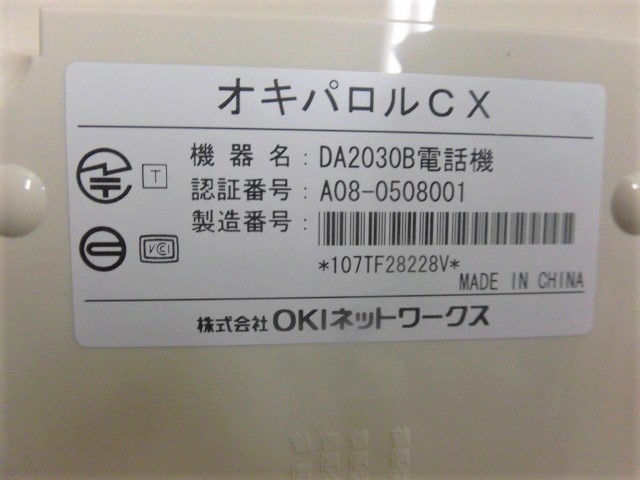 オキパロルCX
機器名：DA2030B電話機
T
認証番号：A08-0508001
製造番号：
VCCI
*107TF28228V*
MADE IN CHINA
株式会社 OKIネットワークス